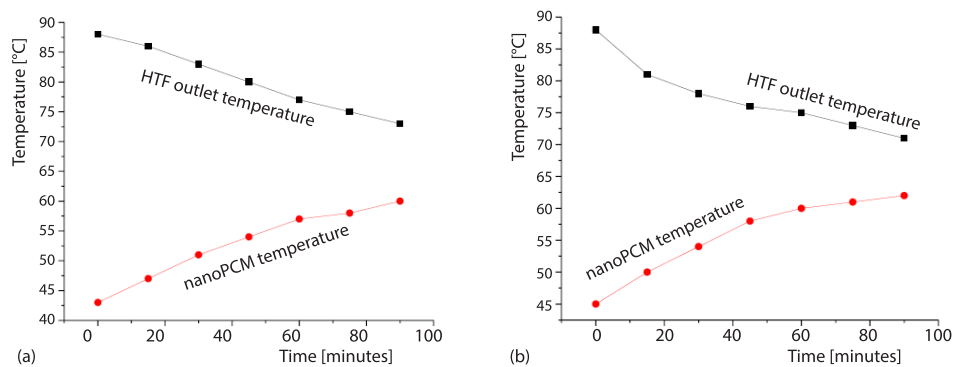 90
85
80
75
70
65
60
55
50
45
40
Temperature [°C]
HTF outlet temperature
nanoPCM temperature
0 20 40 60 80 100
(a) Time [minutes]
90
85
80
75
70
65
60
55
50
45
Temperature [°C]
HTF outlet temperature
nanoPCM temperature
0 20 40 60 80 100
(b) Time [minutes]